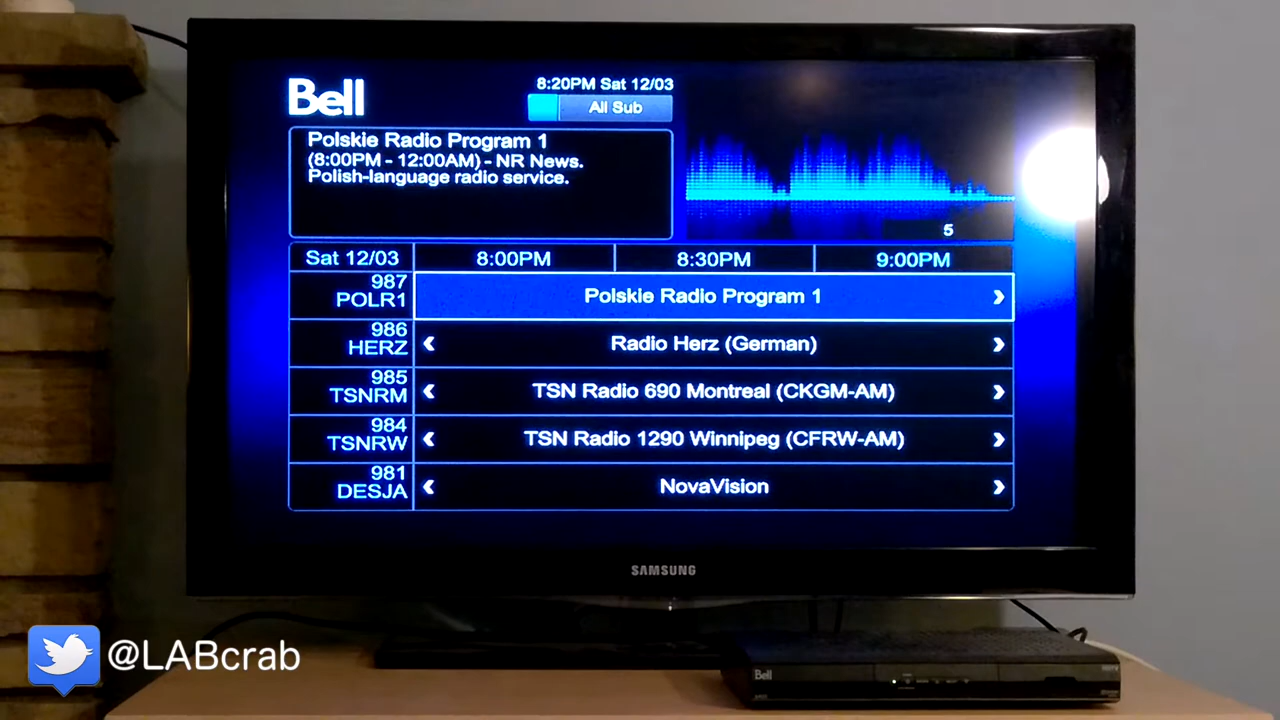 Bell
8:20PM Sat 12/03
All Sub
Polskie Radio Program 1
(8:00PM - 12:00AM) - NR News.
Polish-language radio service.
5
Sat 12/03 8:00PM 8:30PM 9:00PM
987
POLR1
Polskie Radio Program 1
986
HERZ
Radio Herz (German)
985
TSNRM
TSN Radio 690 Montreal (CKGM-AM)
984
TSNRW
TSN Radio 1290 Winnipeg (CFRW-AM)
981
DESJA
NovaVision
SAMSUNG
@LABcrab
Bell